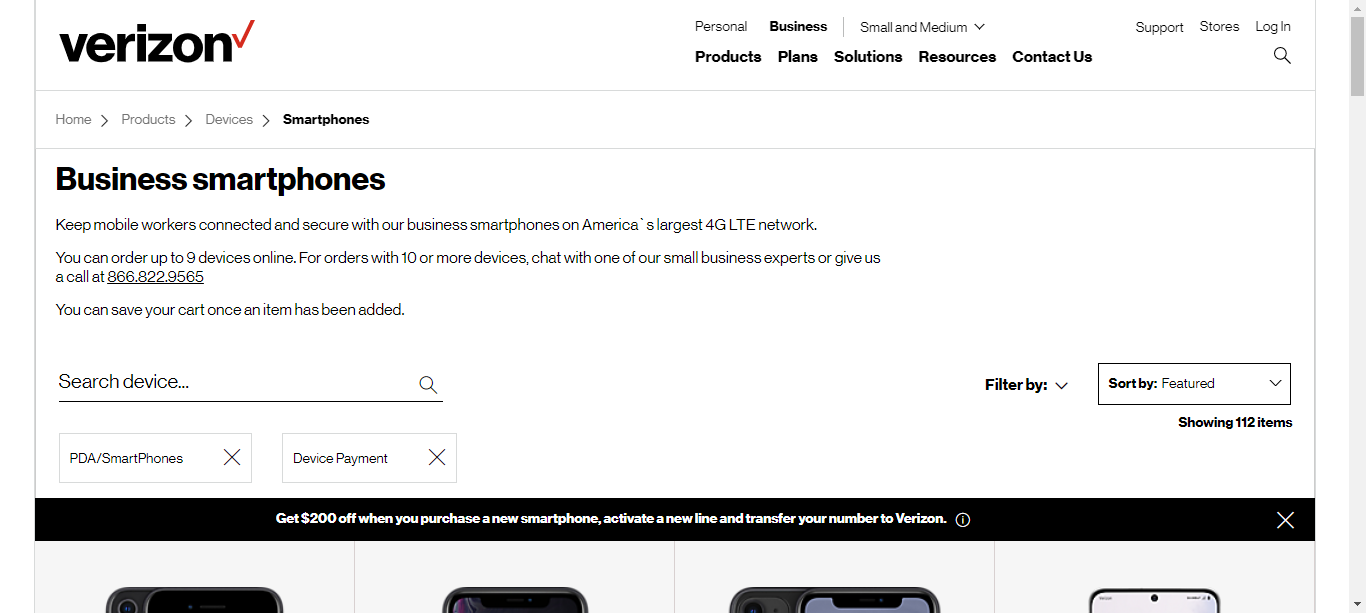 verizon
Personal Business Small and Medium Support Stores Log In
Products Plans Solutions Resources Contact Us
Home Products Devices Smartphones
Business smartphones
Keep mobile workers connected and secure with our business smartphones on America`s largest 4G LTE network.
You can order up to 9 devices online. For orders with 10 or more devices, chat with one of our small business experts or give us
a call at 866.822.9565
You can save your cart once an item has been added.
Search device...
Filter by:
Sort by: Featured
Showing 112 items
PDA/SmartPhones
Device Payment
Get $200 off when you purchase a new smartphone, activate a new line and transfer your number to Verizon.